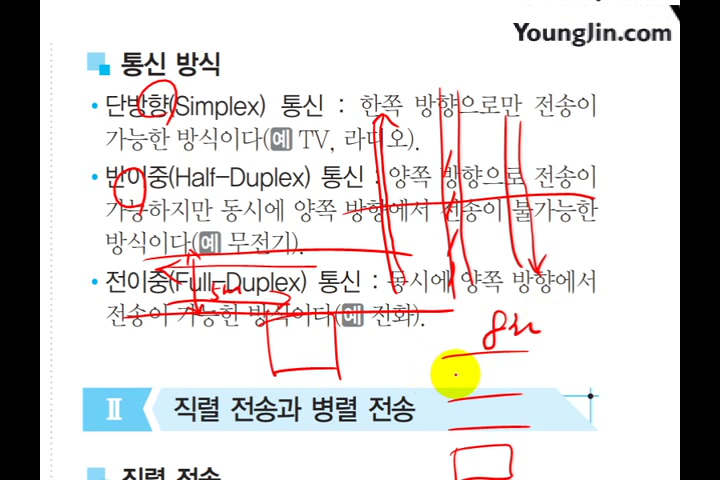 YoungJin.com
통신 방식
• 단방향(Simplex) 통신 : 한쪽 방향으로만 전송이
가능한 방식이다(예 TV, 라디오).
• 반이중(Half-Duplex) 통신 : 양쪽 방향으로 전송이
가능하지만 동시에 양쪽 방향에서 전송이 불가능한
방식이다(예 무전기).
• 전이중(Full-Duplex) 통신 : 동시에 양쪽 방향에서
5m
전송이 가능한 방식이다(예 전화).
8m
Ⅱ 직렬 전송과 병렬 전송
직렬 전송